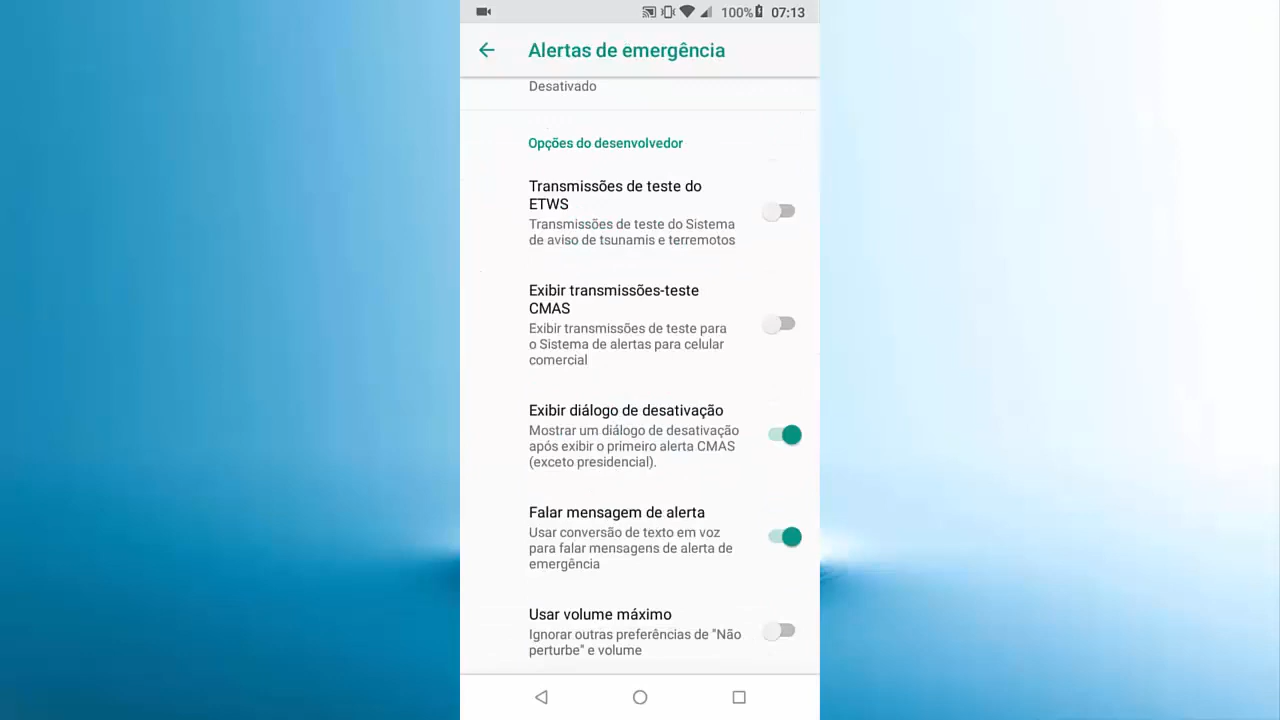 100% 07:13
Alertas de emergência
Desativado
Opções do desenvolvedor
Transmissões de teste do
ETWS
Transmissões de teste do Sistema
de aviso de tsunamis e terremotos
Exibir transmissões-teste
CMAS
Exibir transmissões de teste para
o Sistema de alertas para celular
comercial
Exibir diálogo de desativação
Mostrar um diálogo de desativação
após exibir o primeiro alerta CMAS
(exceto presidencial).
Falar mensagem de alerta
Usar conversão de texto em voz
para falar mensagens de alerta de
emergência
Usar volume máximo
Ignorar outras preferências de "Não
perturbe" e volume